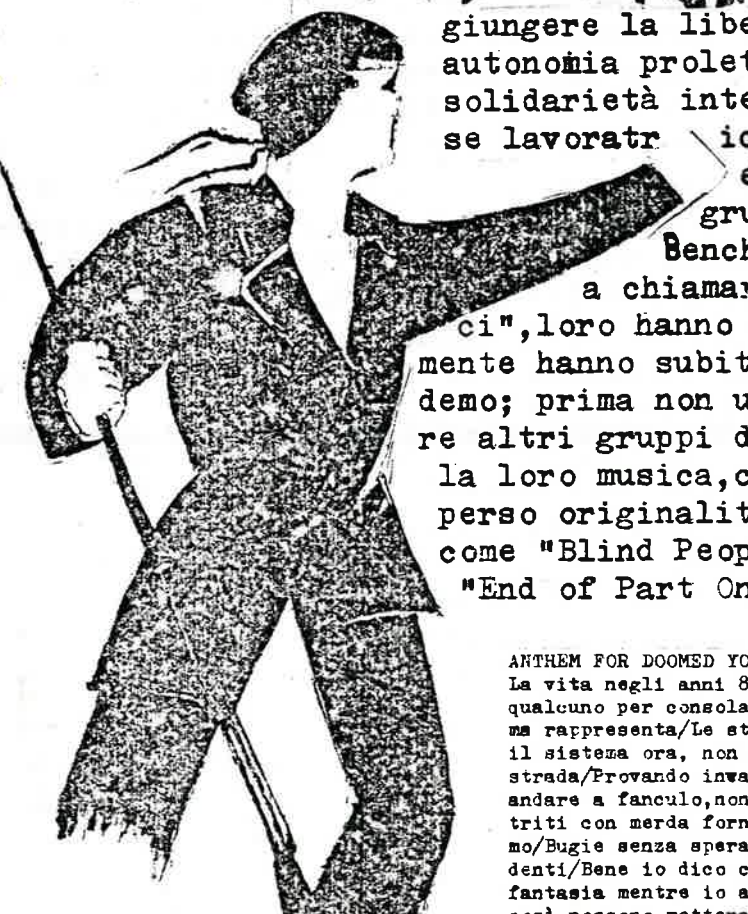 giungere la libe
autonomia prolet
solidarietà inte
se lavoratr ic
e
gru
Bench
a chiamar
ci",loro hanno
mente hanno subit
demo; prima non u
re altri gruppi d
la loro musica,c
perso originalit
come "Blind Peop
"End of Part On
ANTHEM FOR DOOMED YO
La vita negli anni 8
qualcuno per consola
ma rappresenta/Le st
il sistema ora, non
strada/Provando inva
andare a fanculo,non
triti con merda forn
mo/Bugie senza spera
denti/Bene io dico c
fantasia mentre io a